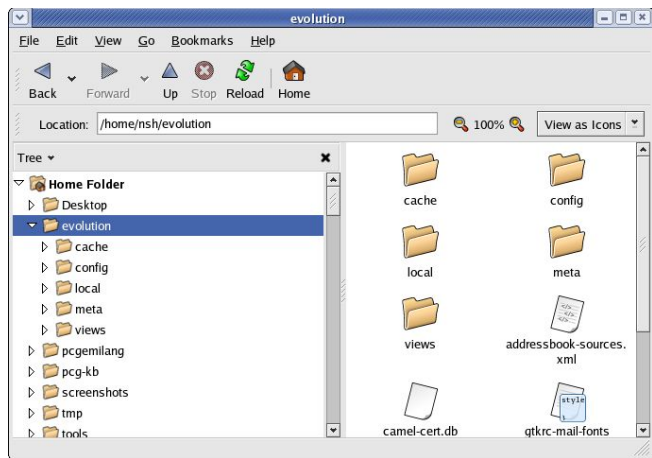 evolution
File Edit View Go Bookmarks Help
Back Forward Up Stop Reload Home
Location: /home/nsh/evolution 100% View as Icons
Tree
Home Folder
Desktop
evolution
cache
config
local
meta
views
pcgemilang
pcg-kb
screenshots
tmp
tools
cache config
local meta
views addressbook-sources.
xml
style
camel-cert.db gtkrc-mail-fonts